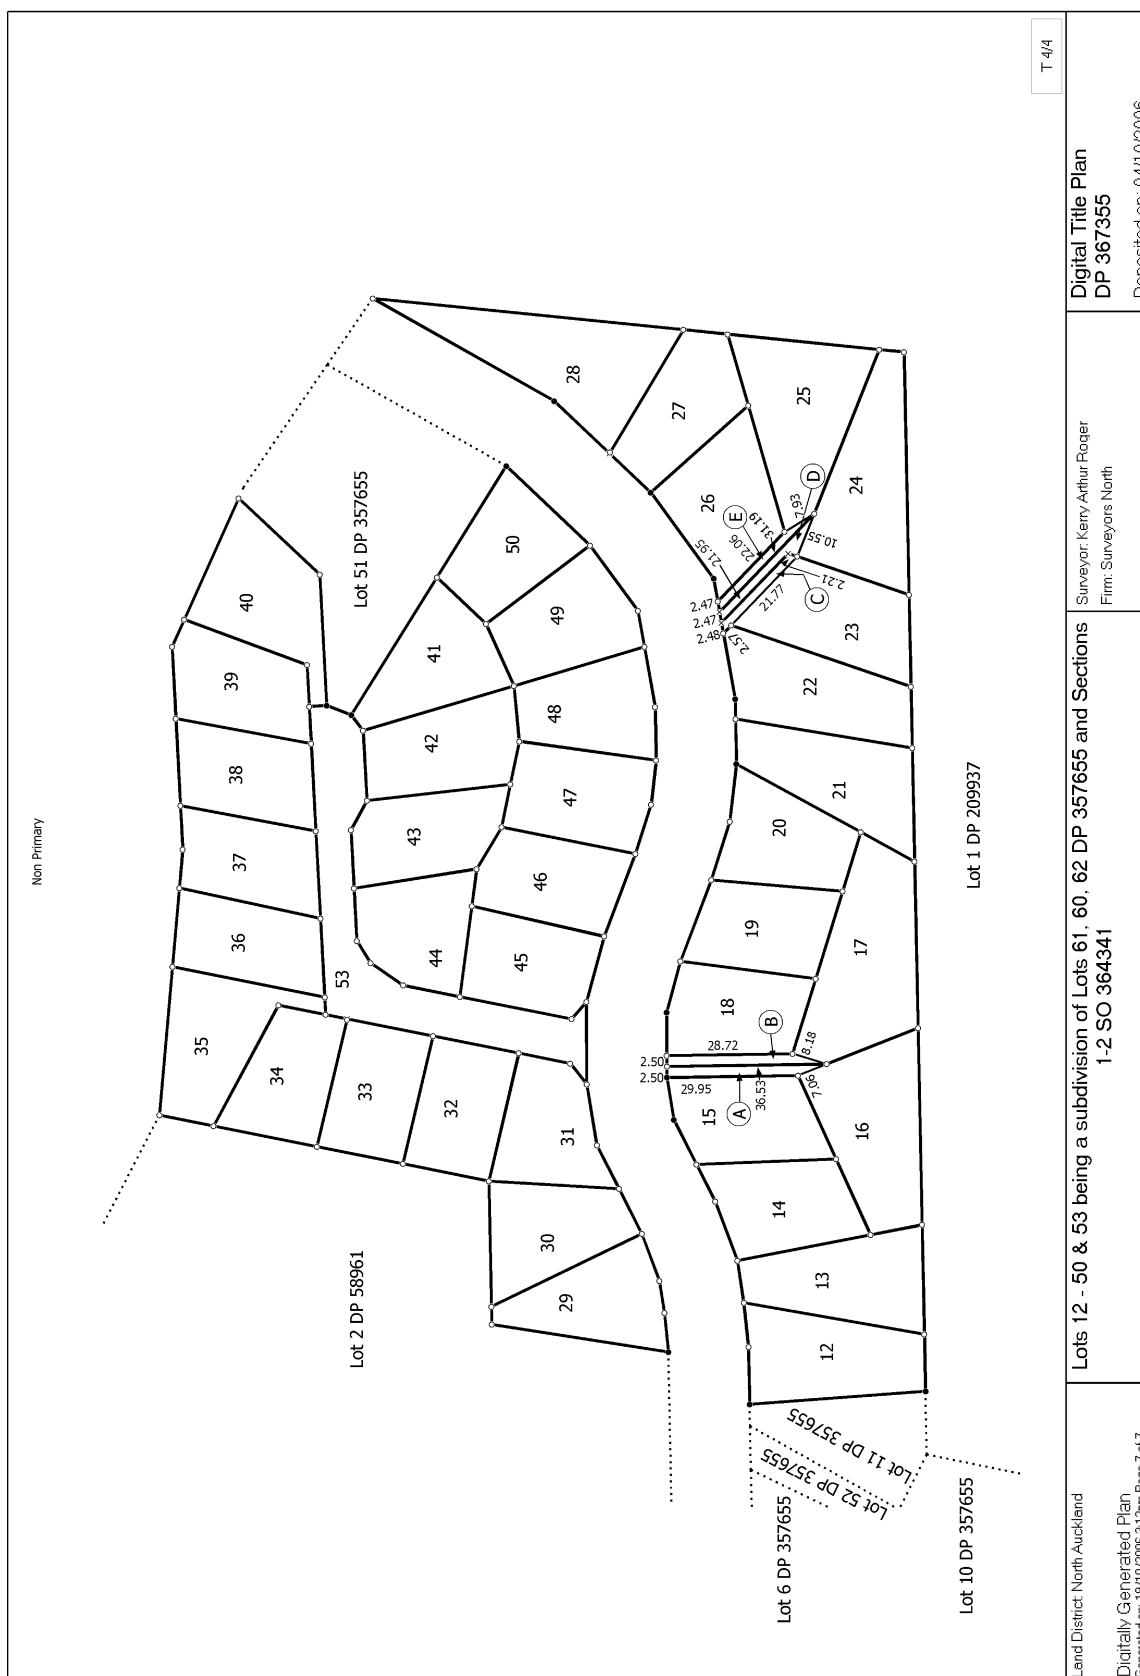 T 4/4
Non Primary
28
27
25
26
24
23
22
21
20
19
18
17
16
15
14
13
12
29
30
31
32
33
34
35
36
37
38
39
40
41
42
43
44
45
46
47
48
49
50
53
Lot 51 DP 357655
Lot 2 DP 58961
Lot 1 DP 209937
Lot 11 DP 357655
Lot 52 DP 357655
Lot 6 DP 357655
Lot 10 DP 357655
A
B
C
D
E
2.50
2.50
28.72
29.95
36.53
8.18
7.06
2.47
2.47
2.48
2.57
21.95
22.06
31.19
7.93
10.55
2.21
21.77
Land District: North Auckland
Digitally Generated Plan
Lots 12 - 50 & 53 being a subdivision of Lots 61, 60, 62 DP 357655 and Sections
1-2 SO 364341
Surveyor: Kerry Arthur Roger
Firm: Surveyors North
Digital Title Plan
DP 367355
Deposited on: 04/10/2006